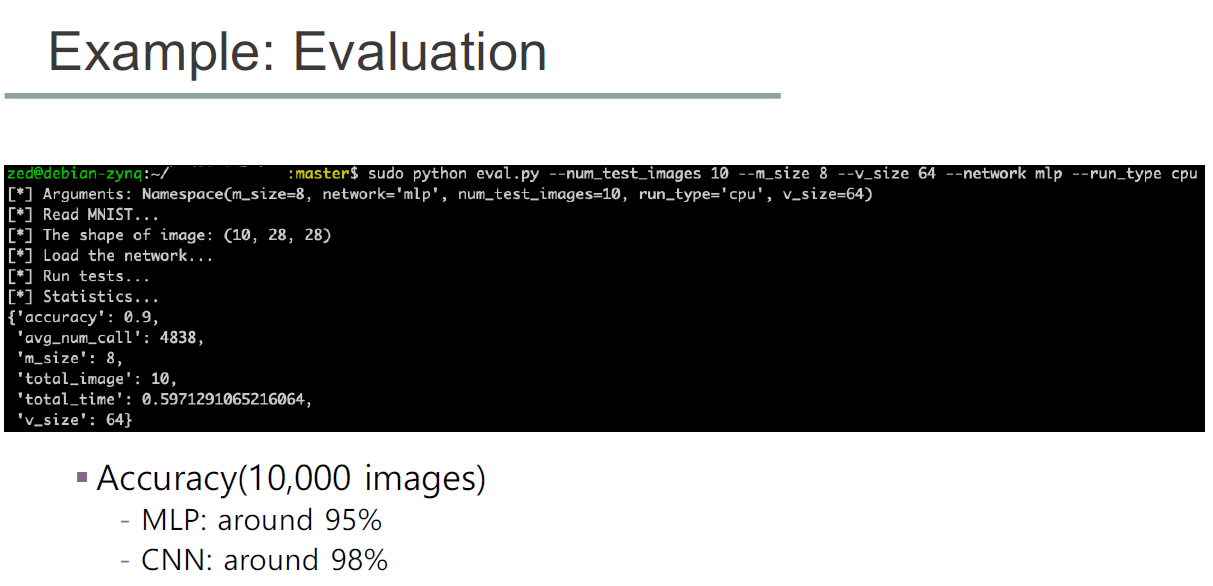 Example: Evaluation
zed@debian-zynq:~/ :master$ sudo python eval.py --num_test_images 10 --m_size 8 --v_size 64 --network mlp --run_type cpu
[*] Arguments: Namespace(m_size=8, network='mlp', num_test_images=10, run_type='cpu', v_size=64)
[*] Read MNIST...
[*] The shape of image: (10, 28, 28)
[*] Load the network...
[*] Run tests...
[*] Statistics...
{'accuracy': 0.9,
'avg_num_call': 4838,
'm_size': 8,
'total_image': 10,
'total_time': 0.5971291065216064,
'v_size': 64}
▪ Accuracy(10,000 images)
- MLP: around 95%
- CNN: around 98%